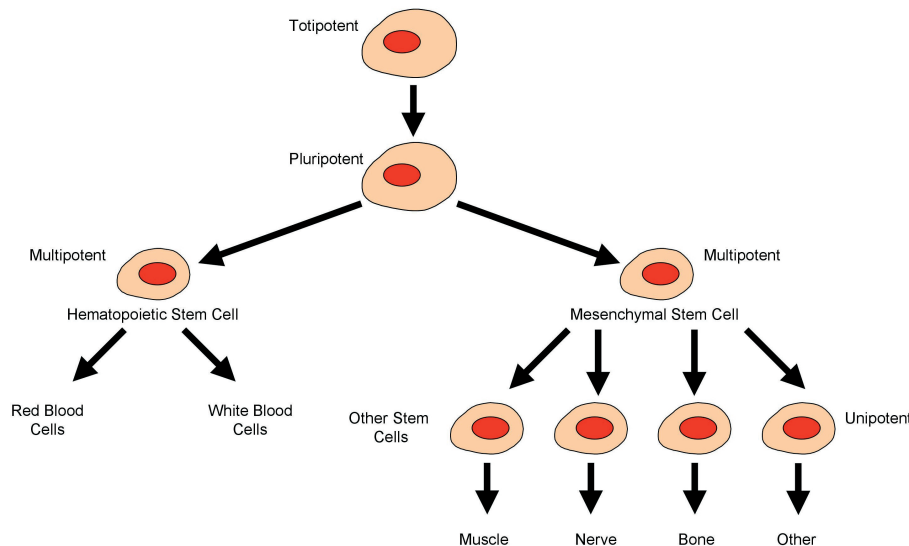 Totipotent
Pluripotent
Multipotent
Multipotent
Hematopoietic Stem Cell
Mesenchymal Stem Cell
Red Blood
Cells
White Blood
Cells
Other Stem
Cells
Unipotent
Muscle
Nerve
Bone
Other